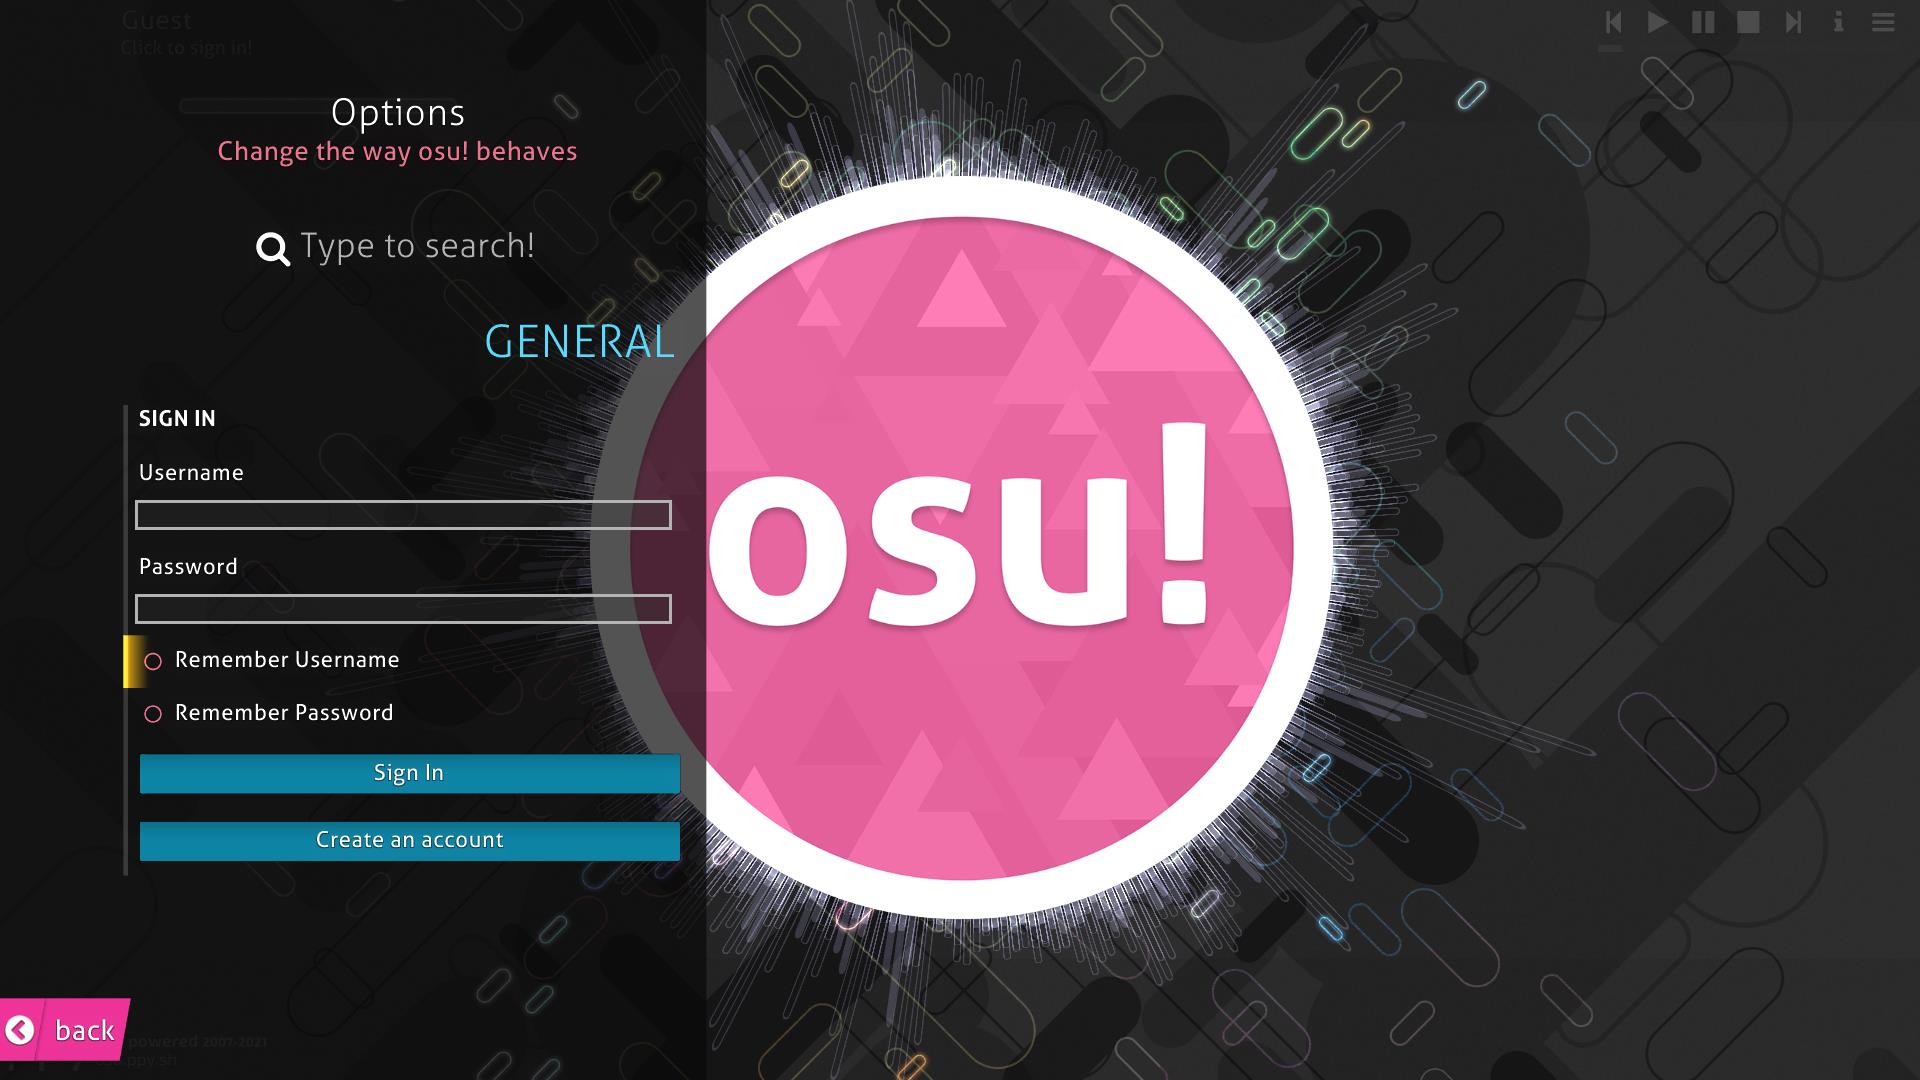 Guest
Click to sign in!
Options
Change the way osu! behaves
Type to search!
GENERAL
SIGN IN
Username
Password
Remember Username
Remember Password
Sign In
Create an account
osu!
back
powered 2007-2021
ppy.sh